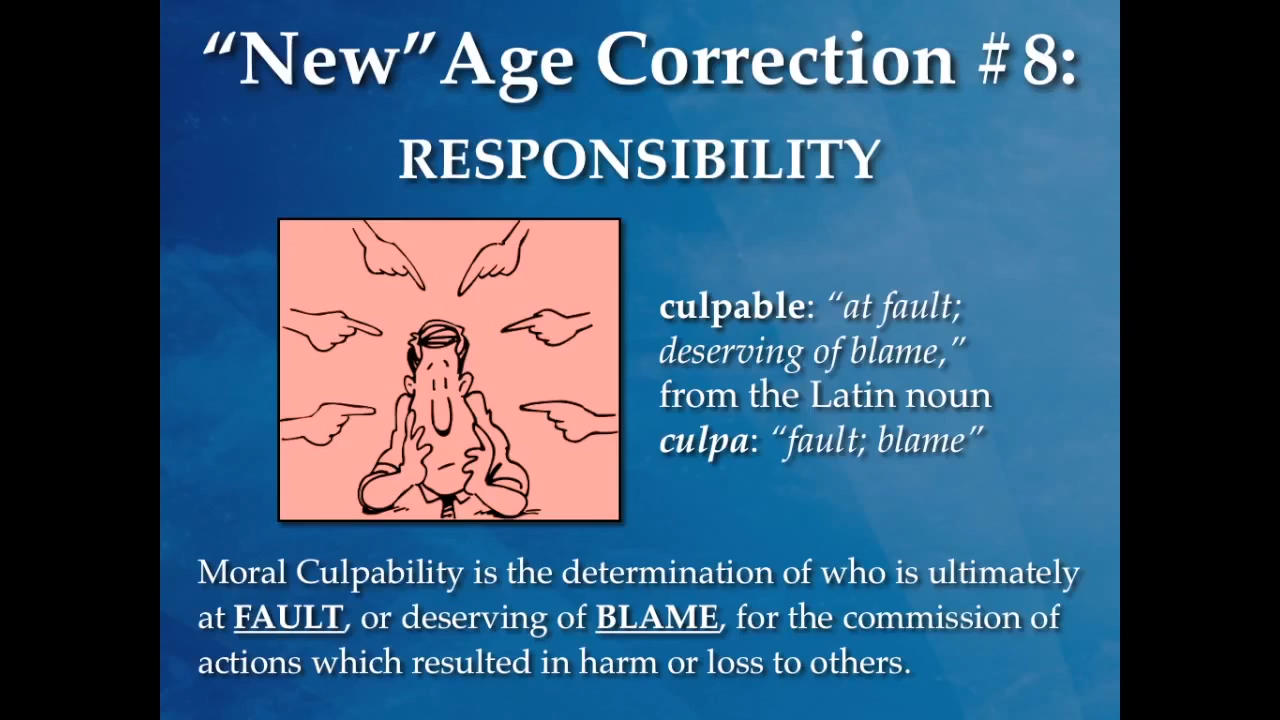 “New”Age Correction #8:
RESPONSIBILITY
culpable: “at fault;
deserving of blame,”
from the Latin noun
culpa: “fault; blame”
Moral Culpability is the determination of who is ultimately
at FAULT, or deserving of BLAME, for the commission of
actions which resulted in harm or loss to others.